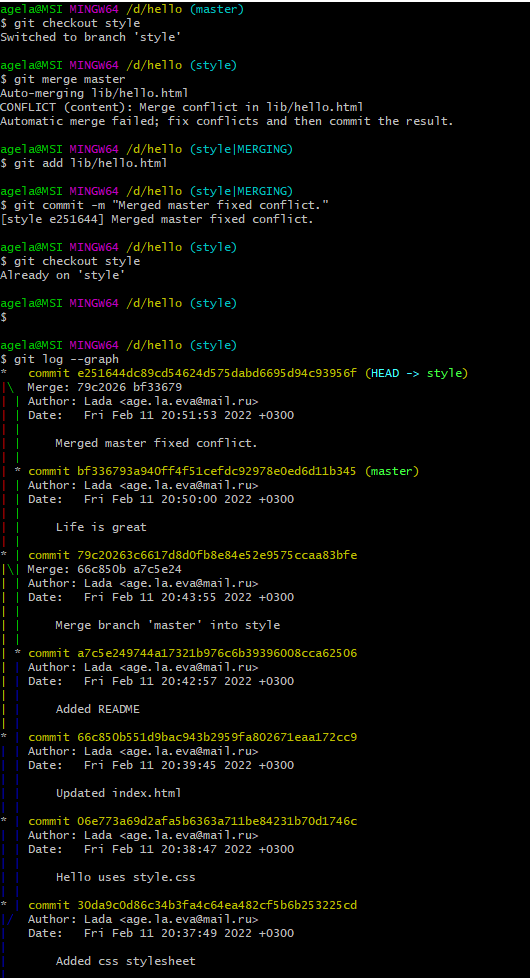 agela@MSI MINGW64 /d/hello (master)
$ git checkout style
Switched to branch 'style'
agela@MSI MINGW64 /d/hello (style)
$ git merge master
Auto-merging lib/hello.html
CONFLICT (content): Merge conflict in lib/hello.html
Automatic merge failed; fix conflicts and then commit the result.
agela@MSI MINGW64 /d/hello (style|MERGING)
$ git add lib/hello.html
agela@MSI MINGW64 /d/hello (style|MERGING)
$ git commit -m "Merged master fixed conflict."
[style e251644] Merged master fixed conflict.
agela@MSI MINGW64 /d/hello (style)
$ git checkout style
Already on 'style'
agela@MSI MINGW64 /d/hello (style)
$
agela@MSI MINGW64 /d/hello (style)
$ git log --graph
*   commit e251644dc89cd54624d575dabd6695d94c93956f (HEAD -> style)
|\  Merge: 79c2026 bf33679
| | Author: Lada <age.la.eva@mail.ru>
| | Date:   Fri Feb 11 20:51:53 2022 +0300
| |
| |     Merged master fixed conflict.
| |
| * commit bf336793a940ff4f51cefdc92978e0ed6d11b345 (master)
| | Author: Lada <age.la.eva@mail.ru>
| | Date:   Fri Feb 11 20:50:00 2022 +0300
| |
| |     Life is great
| |
* | commit 79c20263c6617d8d0fb8e84e52e9575ccaa83bfe
|\| Merge: 66c850b a7c5e24
| | Author: Lada <age.la.eva@mail.ru>
| | Date:   Fri Feb 11 20:43:55 2022 +0300
| |
| |     Merge branch 'master' into style
| |
| * commit a7c5e249744a17321b976c6b39396008cca62506
| | Author: Lada <age.la.eva@mail.ru>
| | Date:   Fri Feb 11 20:42:57 2022 +0300
| |
| |     Added README
| |
* | commit 66c850b551d9bac943b2959fa802671eaa172cc9
| | Author: Lada <age.la.eva@mail.ru>
| | Date:   Fri Feb 11 20:39:45 2022 +0300
| |
| |     Updated index.html
| |
* | commit 06e773a69d2afa5b6363a711be84231b70d1746c
| | Author: Lada <age.la.eva@mail.ru>
| | Date:   Fri Feb 11 20:38:47 2022 +0300
| |
| |     Hello uses style.css
| |
* | commit 30da9c0d86c34b3fa4c64ea482cf5b6b253225cd
|/  Author: Lada <age.la.eva@mail.ru>
|   Date:   Fri Feb 11 20:37:49 2022 +0300
|
|       Added css stylesheet